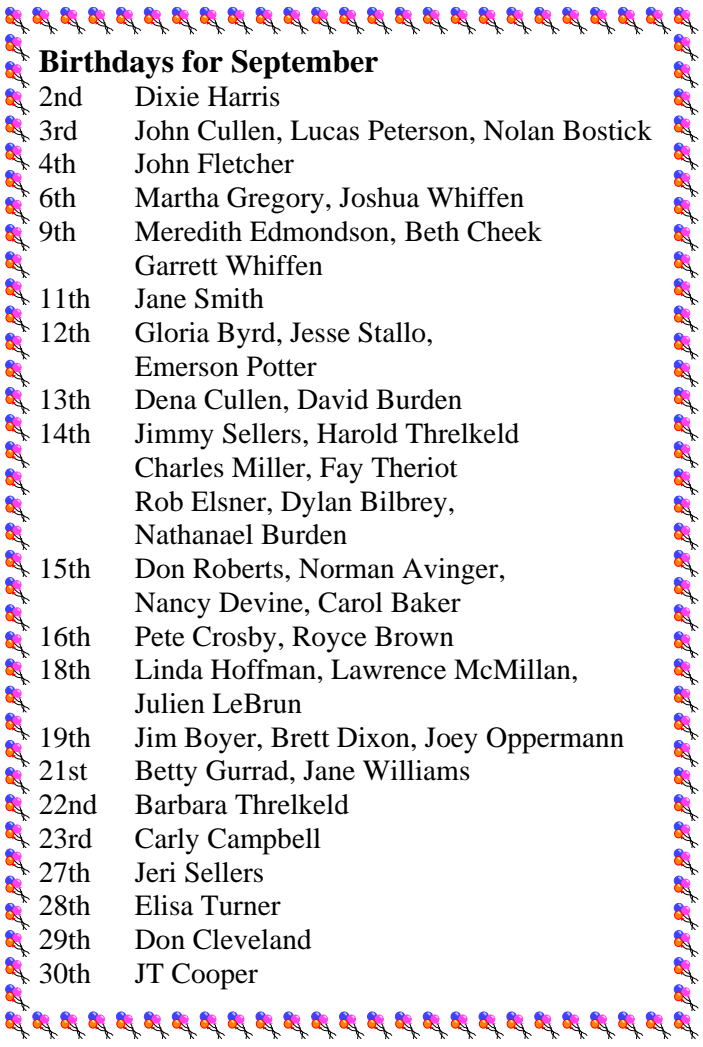 Birthdays for September
2nd Dixie Harris
3rd John Cullen, Lucas Peterson, Nolan Bostick
4th John Fletcher
6th Martha Gregory, Joshua Whiffen
9th Meredith Edmondson, Beth Cheek
Garrett Whiffen
11th Jane Smith
12th Gloria Byrd, Jesse Stallo,
Emerson Potter
13th Dena Cullen, David Burden
14th Jimmy Sellers, Harold Threlkeld
Charles Miller, Fay Theriot
Rob Elsner, Dylan Bilbrey,
Nathanael Burden
15th Don Roberts, Norman Avinger,
Nancy Devine, Carol Baker
16th Pete Crosby, Royce Brown
18th Linda Hoffman, Lawrence McMillan,
Julien LeBrun
19th Jim Boyer, Brett Dixon, Joey Oppermann
21st Betty Gurrad, Jane Williams
22nd Barbara Threlkeld
23rd Carly Campbell
27th Jeri Sellers
28th Elisa Turner
29th Don Cleveland
30th JT Cooper